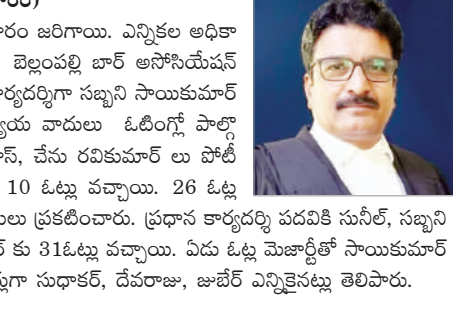 రం జరిగాయి. ఎన్నికల అధికా
బెల్లంపల్లి బార్ అసోసియేషన్
ర్యదర్శిగా సబ్బని సాయికుమార్
య వాదులు ఓటింగ్లో పాల్గొ
స్, చేను రవికుమార్ లు పోటీ
10 ఓట్లు వచ్చాయి. 26 ఓట్ల
లు ప్రకటించారు. ప్రధాన కార్యదర్శి పదవికి సునీల్, సబ్బని
ర్ కు 31ఓట్లు వచ్చాయి. ఏడు ఓట్ల మెజార్టీతో సాయికుమార్
గా సుధాకర్, దేవరాజు, జుబేర్ ఎన్నికైనట్లు తెలిపారు.